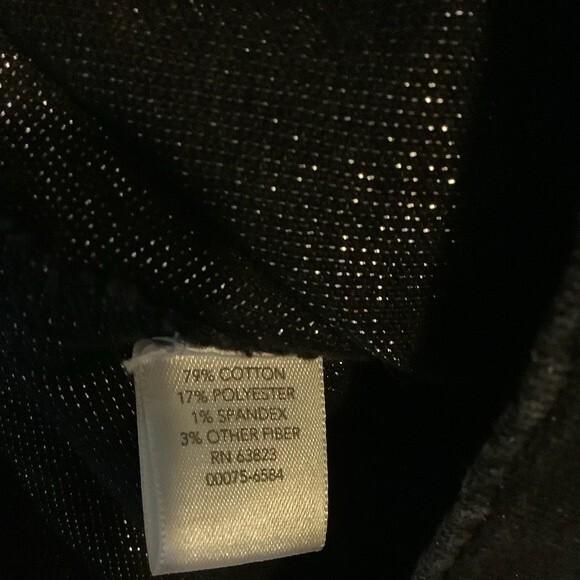 79% COTTON
17% POLYESTER
1% SPANDEX
3% OTHER FIBER
RN 63823
00075-6584